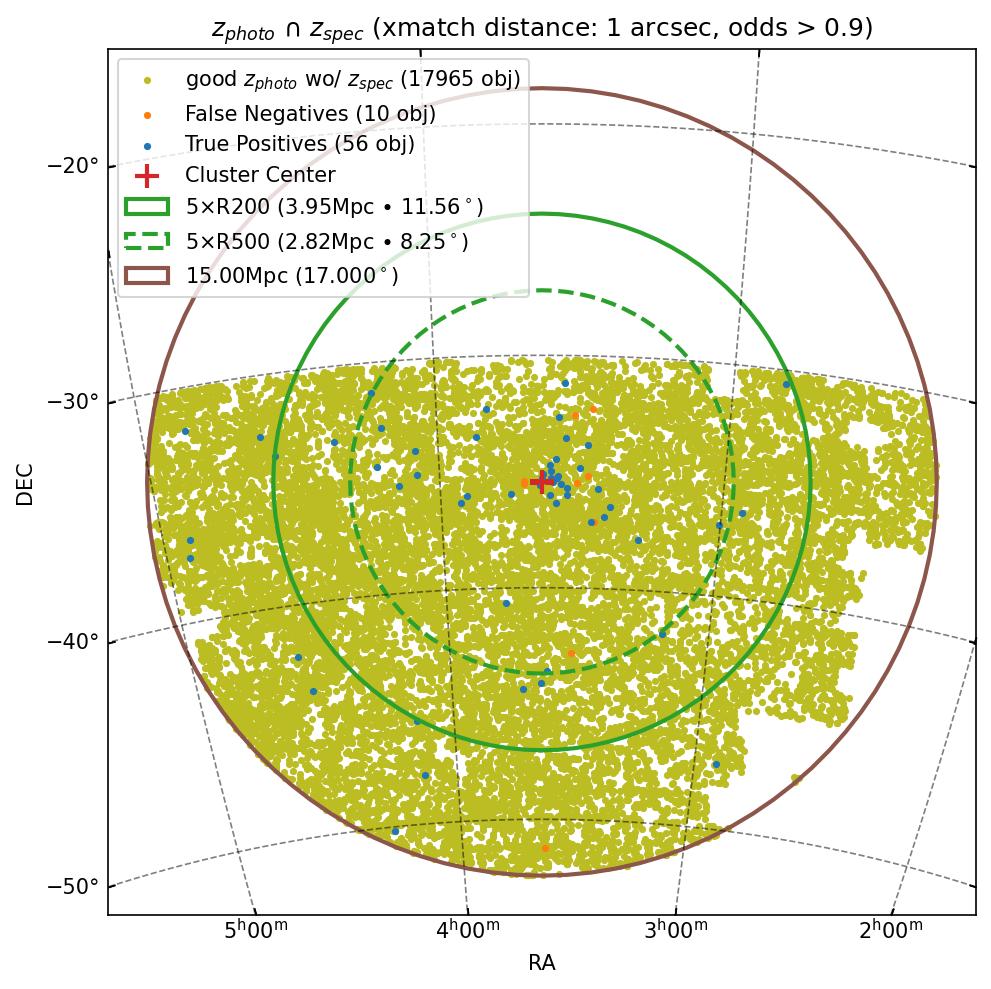 z_photo ∩ z_spec (xmatch distance: 1 arcsec, odds > 0.9)
good z_photo wo/ z_spec (17965 obj)
False Negatives (10 obj)
True Positives (56 obj)
Cluster Center
5×R200 (3.95Mpc • 11.56°)
5×R500 (2.82Mpc • 8.25°)
15.00Mpc (17.000°)
−20°
−30°
−40°
−50°
DEC
5h00m 4h00m 3h00m 2h00m
RA